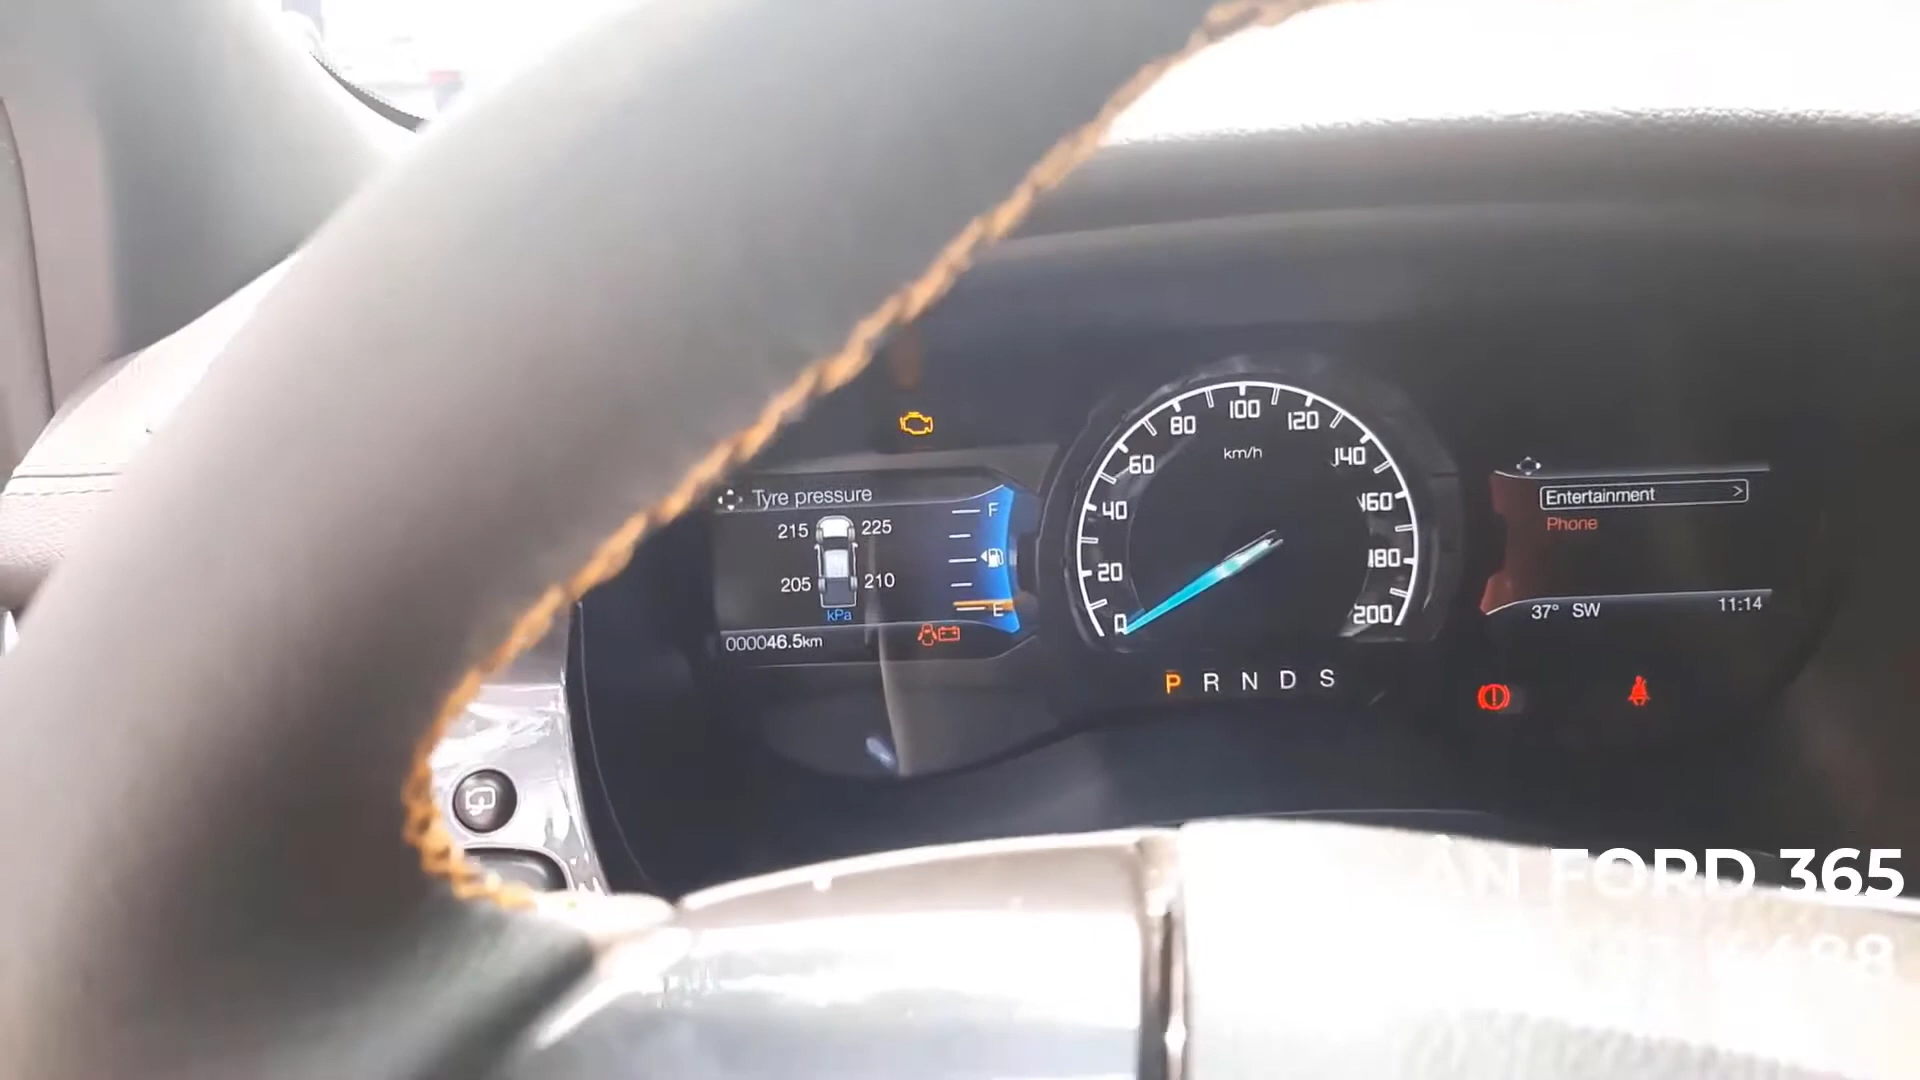 Tyre pressure
215 225
205 210
kPa
000046.5km
F
E
0
20
40
60
80
100
120
140
160
180
200
km/h
P R N D S
Entertainment >
Phone
37° SW
11:14
FORD 365